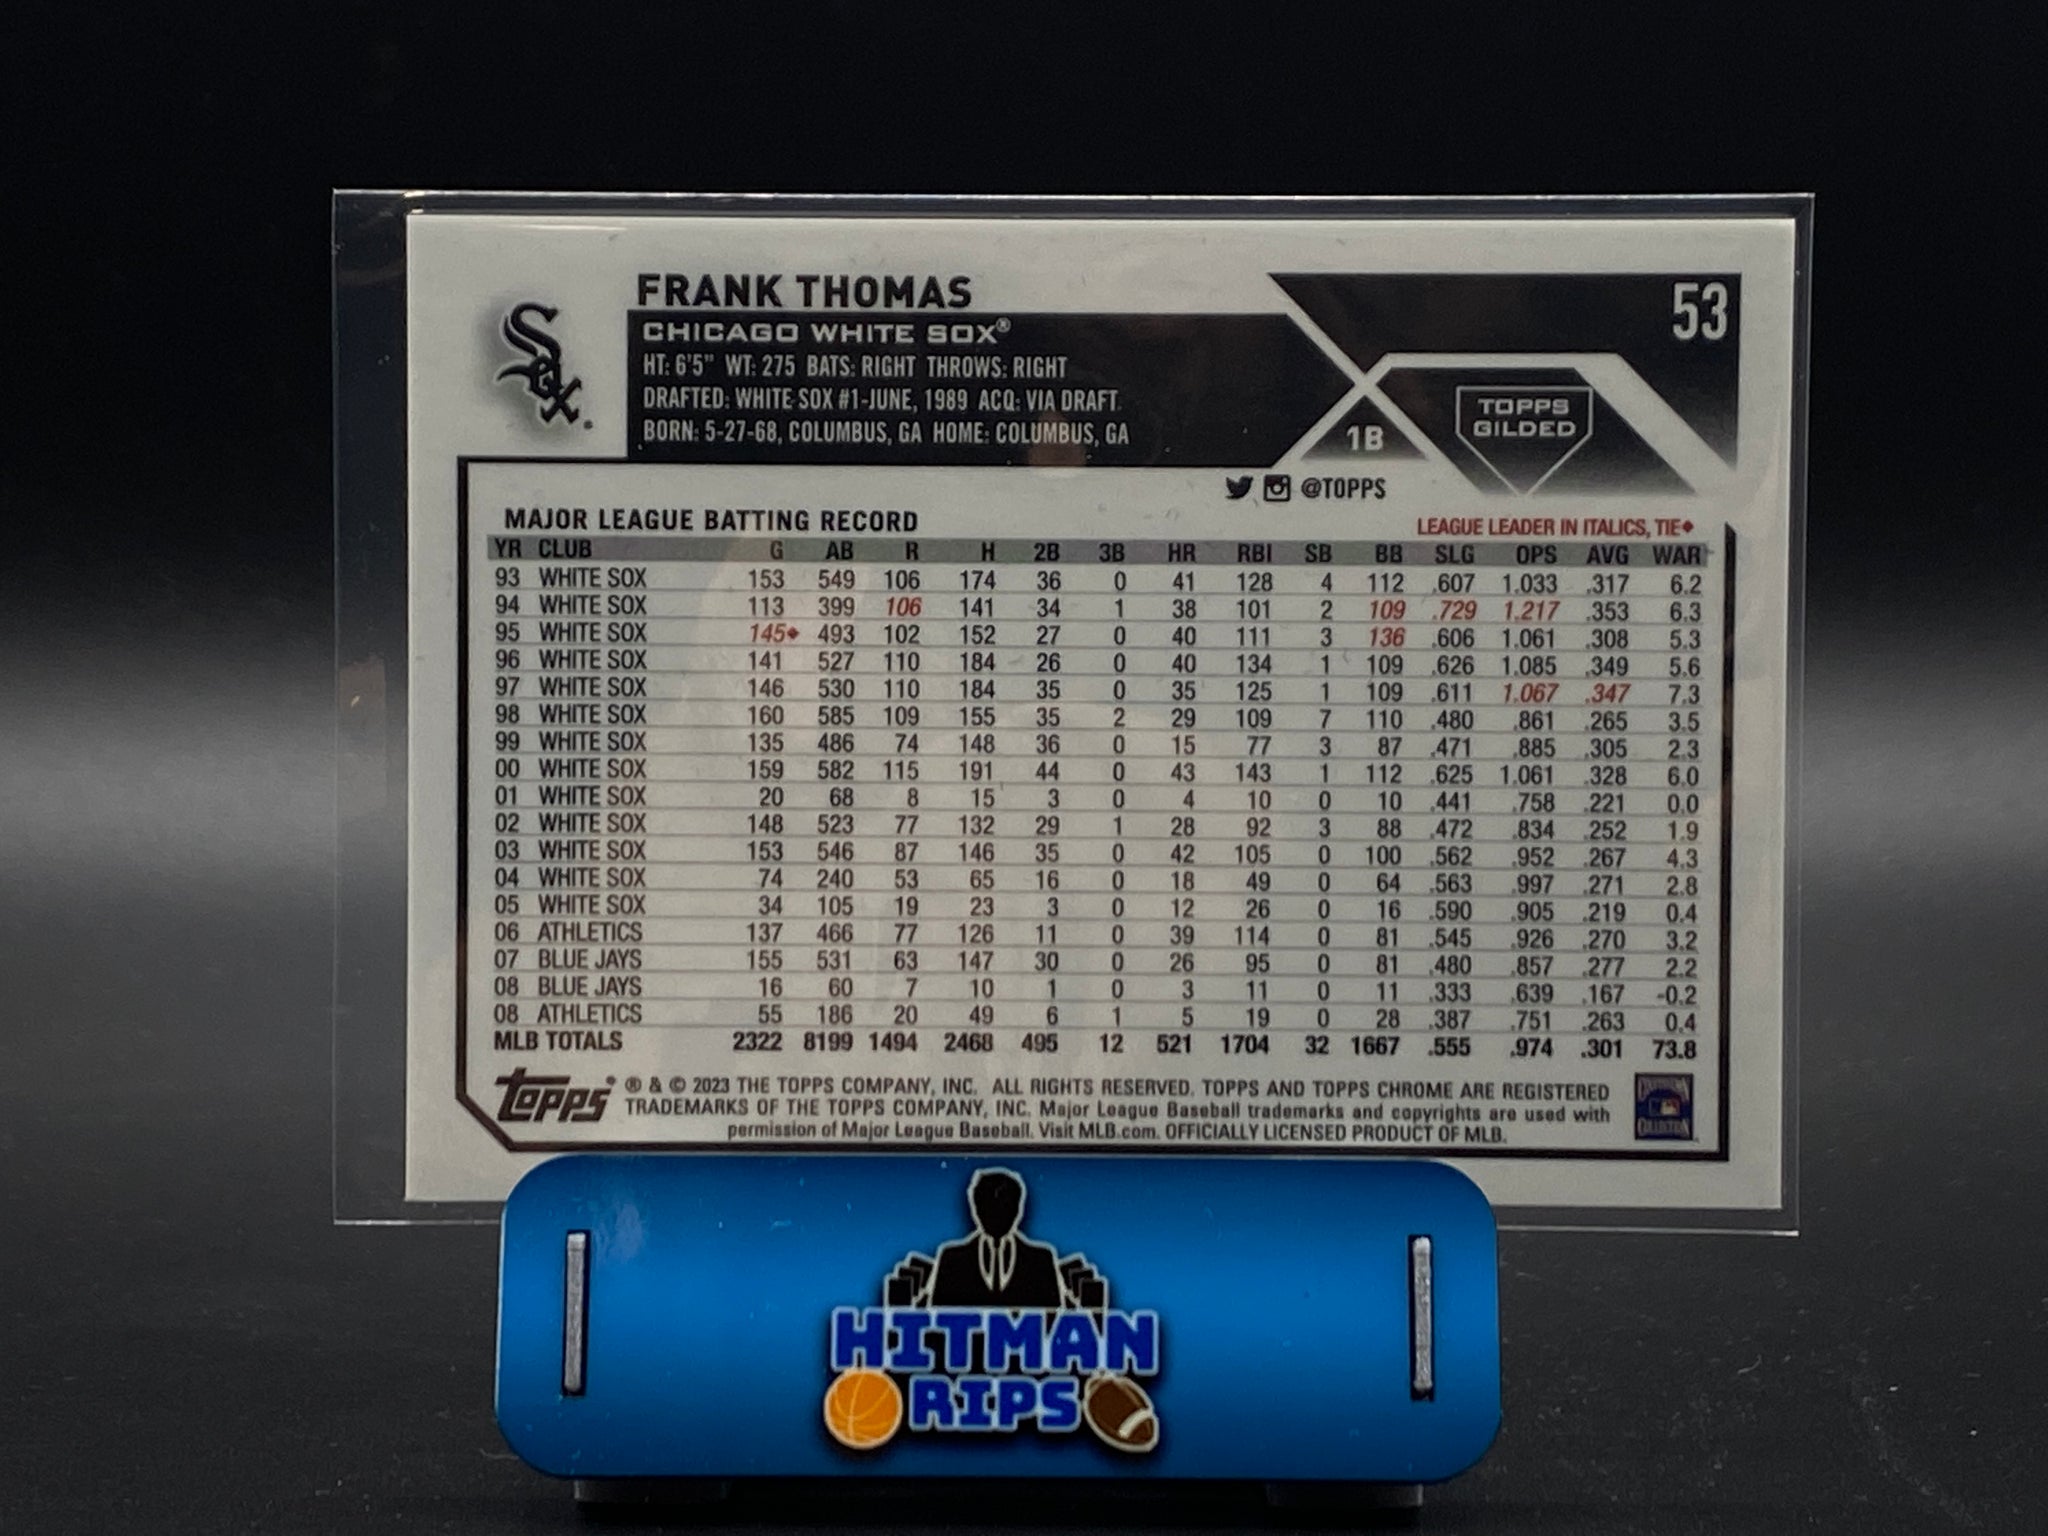 FRANK THOMAS
53
CHICAGO WHITE SOX®
HT: 6'5" WT: 275 BATS: RIGHT THROWS: RIGHT
DRAFTED: WHITE SOX #1-JUNE, 1989 ACQ: VIA DRAFT
BORN: 5-27-68, COLUMBUS, GA HOME: COLUMBUS, GA
SOX
1B
TOPPS
GILDED
@TOPPS
MAJOR LEAGUE BATTING RECORD
LEAGUE LEADER IN ITALICS, TIE♦
YR CLUB G AB R H 2B 3B HR RBI SB BB SLG OPS AVG WAR
93 WHITE SOX 153 549 106 174 36 0 41 128 4 112 .607 1.033 .317 6.2
94 WHITE SOX 113 399 106 141 34 1 38 101 2 109 .729 1.217 .353 6.3
95 WHITE SOX 145♦ 493 102 152 27 0 40 111 3 136 .606 1.061 .308 5.3
96 WHITE SOX 141 527 110 184 26 0 40 134 1 109 .626 1.085 .349 5.6
97 WHITE SOX 146 530 110 184 35 0 35 125 1 109 .611 1.067 .347 7.3
98 WHITE SOX 160 585 109 155 35 2 29 109 7 110 .480 .861 .265 3.5
99 WHITE SOX 135 486 74 148 36 0 15 77 3 87 .471 .885 .305 2.3
00 WHITE SOX 159 582 115 191 44 0 43 143 1 112 .625 1.061 .328 6.0
01 WHITE SOX 20 68 8 15 3 0 4 10 0 10 .441 .758 .221 0.0
02 WHITE SOX 148 523 77 132 29 1 28 92 3 88 .472 .834 .252 1.9
03 WHITE SOX 153 546 87 146 35 0 42 105 0 100 .562 .952 .267 4.3
04 WHITE SOX 74 240 53 65 16 0 18 49 0 64 .563 .997 .271 2.8
05 WHITE SOX 34 105 19 23 3 0 12 26 0 16 .590 .905 .219 0.4
06 ATHLETICS 137 466 77 126 11 0 39 114 0 81 .545 .926 .270 3.2
07 BLUE JAYS 155 531 63 147 30 0 26 95 0 81 .480 .857 .277 2.2
08 BLUE JAYS 16 60 7 10 1 0 3 11 0 11 .333 .639 .167 -0.2
08 ATHLETICS 55 186 20 49 6 1 5 19 0 28 .387 .751 .263 0.4
MLB TOTALS 2322 8199 1494 2468 495 12 521 1704 32 1667 .555 .974 .301 73.8
Topps® ® & © 2023 THE TOPPS COMPANY, INC. ALL RIGHTS RESERVED. TOPPS AND TOPPS CHROME ARE REGISTERED
TRADEMARKS OF THE TOPPS COMPANY, INC. Major League Baseball trademarks and copyrights are used with
permission of Major League Baseball. Visit MLB.com. OFFICIALLY LICENSED PRODUCT OF MLB.
HITMAN
RIPS